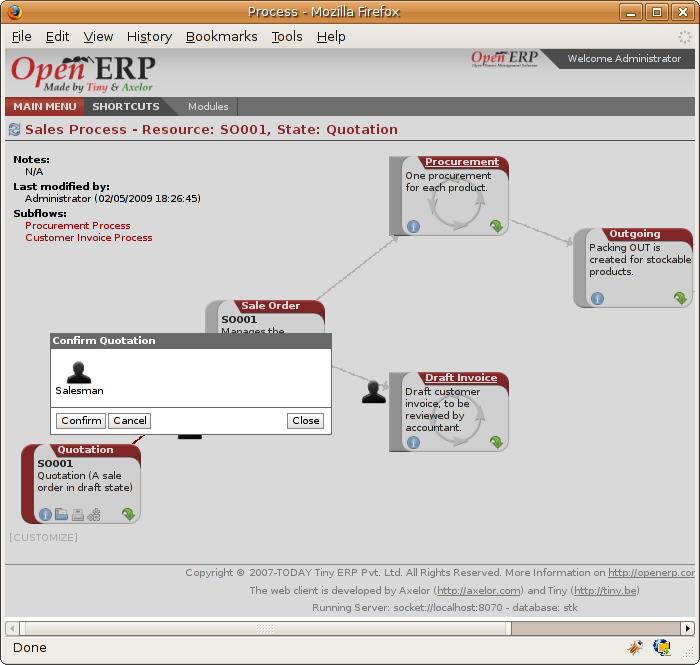 Process - Mozilla Firefox
File Edit View History Bookmarks Tools Help
Open ERP
Made by Tiny & Axelor
Open ERP
Welcome Administrator
MAIN MENU SHORTCUTS Modules
Sales Process - Resource: SO001, State: Quotation
Notes:
N/A
Last modified by:
Administrator (02/05/2009 18:26:45)
Subflows:
Procurement Process
Customer Invoice Process
Procurement
One procurement
for each product.
Outgoing
Packing OUT is
created for stockable
products.
Sale Order
SO001
Manages the
Confirm Quotation
Salesman
Confirm Cancel Close
Draft Invoice
Draft customer
invoice, to be
reviewed by
accountant.
Quotation
SO001
Quotation (A sale
order in draft state)
[CUSTOMIZE]
Copyright © 2007-TODAY Tiny ERP Pvt. Ltd. All Rights Reserved. More Information on http://openerp.cor
The web client is developed by Axelor (http://axelor.com) and Tiny (http://tiny.be)
Running Server: socket://localhost:8070 - database: stk
Done